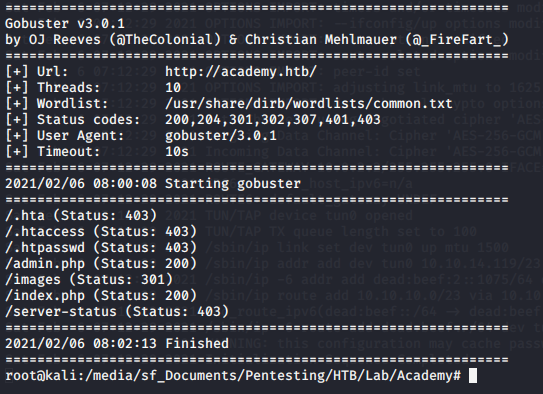 ===============================================================
Gobuster v3.0.1
by OJ Reeves (@TheColonial) & Christian Mehlmauer (@_FireFart_)
===============================================================
[+] Url:            http://academy.htb/
[+] Threads:        10
[+] Wordlist:       /usr/share/dirb/wordlists/common.txt
[+] Status codes:   200,204,301,302,307,401,403
[+] User Agent:     gobuster/3.0.1
[+] Timeout:        10s
===============================================================
2021/02/06 08:00:08 Starting gobuster
===============================================================
/.hta (Status: 403)
/.htaccess (Status: 403)
/.htpasswd (Status: 403)
/admin.php (Status: 200)
/images (Status: 301)
/index.php (Status: 200)
/server-status (Status: 403)
===============================================================
2021/02/06 08:02:13 Finished
===============================================================
root@kali:/media/sf_Documents/Pentesting/HTB/Lab/Academy#